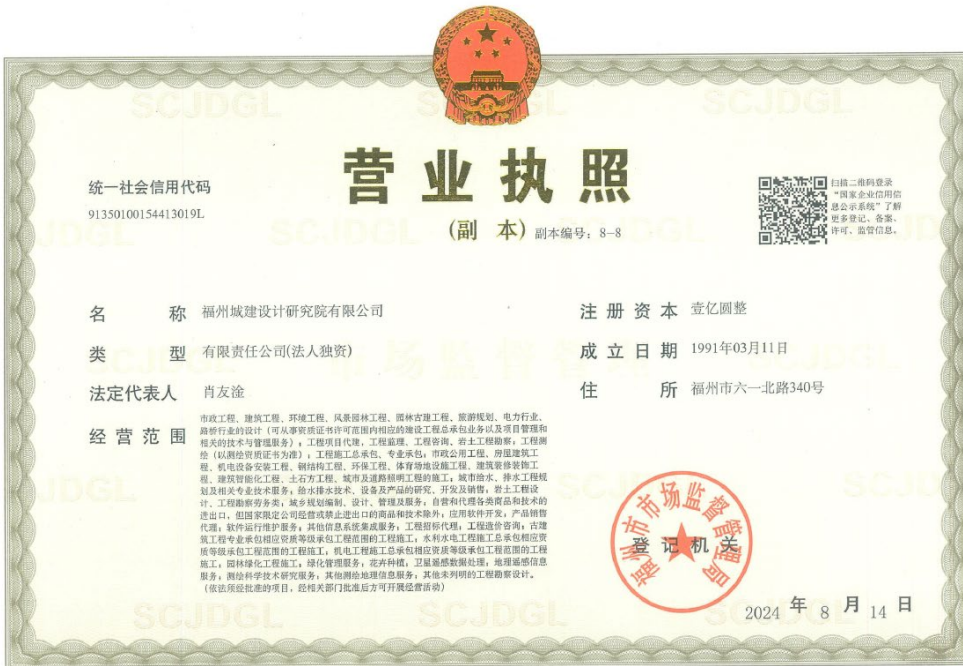 营业执照
(副 本) 副本编号：8-8
统一社会信用代码
91350100154413019L
扫描二维码登录
“国家企业信用信
息公示系统”了解
更多登记、备案、
许可、监管信息。
名 称 福州城建设计研究院有限公司
类 型 有限责任公司(法人独资)
法定代表人 肖友淦
经营范围
市政工程、建筑工程、环境工程、风景园林工程、园林古建工程、旅游规划、电力行业、
路桥行业的设计（可从事资质证书许可范围内相应的建设工程总承包业务以及项目管理和
相关的技术与管理服务）；工程项目代建，工程监理、工程咨询、岩土工程勘察；工程测
绘（以测绘资质证书为准）；工程施工总承包、专业承包；市政公用工程、房屋建筑工
程、机电设备安装工程、钢结构工程、环保工程、体育场地设施工程、建筑装修装饰工
程、建筑智能化工程、土石方工程、城市及道路照明工程的施工；城市给水、排水工程规
划及相关专业技术服务；给水排水技术、设备及产品的研究、开发及销售；岩土工程设
计、工程勘察劳务类；城乡规划编制、设计、管理及服务；自营和代理各类商品和技术的
进出口，但国家限定公司经营或禁止进出口的商品和技术除外；应用软件开发；产品销售
代理；软件运行维护服务；其他信息系统集成服务；工程招标代理；工程造价咨询；古建
筑工程专业承包相应资质等级承包工程范围的工程施工；水利水电工程施工总承包相应资
质等级承包工程范围的工程施工；机电工程施工总承包相应资质等级承包工程范围的工程
施工；园林绿化工程施工；绿化管理服务；花卉种植；卫星遥感数据处理；地理遥感信息
服务；测绘科学技术研究服务；其他测绘地理信息服务；其他未列明的工程勘察设计。
（依法须经批准的项目，经相关部门批准后方可开展经营活动）
注册资本 壹亿圆整
成立日期 1991年03月11日
住 所 福州市六一北路340号
福州市市场监督管理局
登记机关
2024 年 8 月 14 日
SCJDGL
市场监督管理